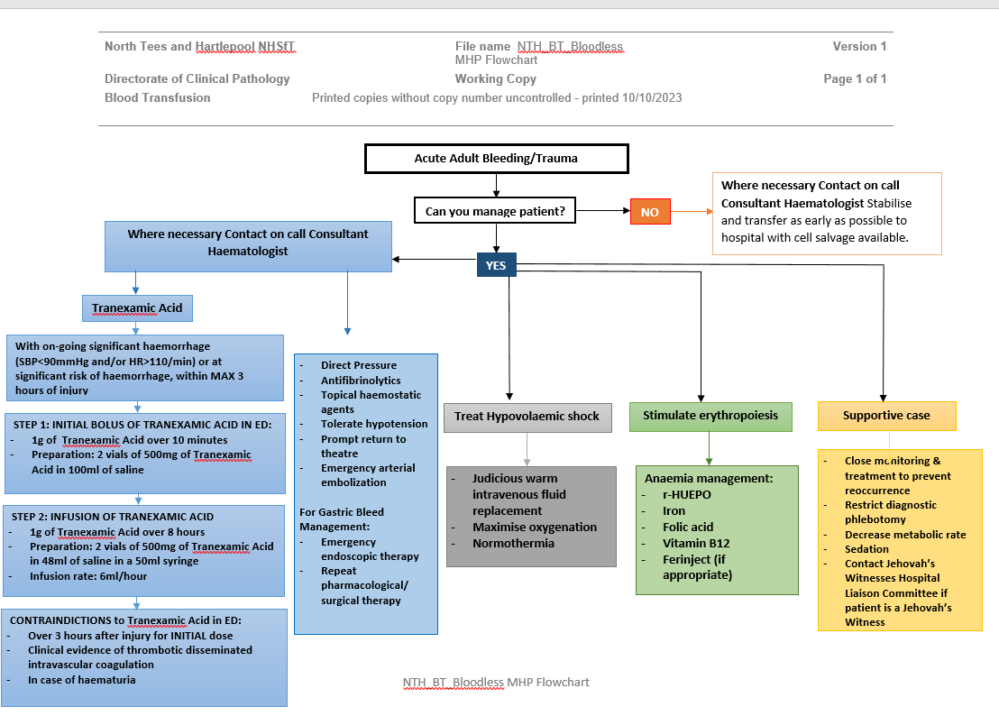 North Tees and Hartlepool NHSfT
File name NTH_BT_Bloodless
MHP Flowchart
Version 1
Directorate of Clinical Pathology
Working Copy
Page 1 of 1
Blood Transfusion
Printed copies without copy number uncontrolled - printed 10/10/2023
Acute Adult Bleeding/Trauma
Can you manage patient?
NO
Where necessary Contact on call
Consultant Haematologist Stabilise
and transfer as early as possible to
hospital with cell salvage available.
YES
Where necessary Contact on call Consultant
Haematologist
Tranexamic Acid
With on-going significant haemorrhage
(SBP<90mmHg and/or HR>110/min) or at
significant risk of haemorrhage, within MAX 3
hours of injury
STEP 1: INITIAL BOLUS OF TRANEXAMIC ACID IN ED:
- 1g of Tranexamic Acid over 10 minutes
- Preparation: 2 vials of 500mg of Tranexamic
Acid in 100ml of saline
STEP 2: INFUSION OF TRANEXAMIC ACID
- 1g of Tranexamic Acid over 8 hours
- Preparation: 2 vials of 500mg of Tranexamic Acid
in 48ml of saline in a 50ml syringe
- Infusion rate: 6ml/hour
CONTRAINDICTIONS to Tranexamic Acid in ED:
- Over 3 hours after injury for INITIAL dose
- Clinical evidence of thrombotic disseminated
intravascular coagulation
- In case of haematuria
- Direct Pressure
- Antifibrinolytics
- Topical haemostatic
agents
- Tolerate hypotension
- Prompt return to
theatre
- Emergency arterial
embolization
For Gastric Bleed
Management:
- Emergency
endoscopic therapy
- Repeat
pharmacological/
surgical therapy
Treat Hypovolaemic shock
- Judicious warm
intravenous fluid
replacement
- Maximise oxygenation
- Normothermia
Stimulate erythropoiesis
Anaemia management:
- r-HUEPO
- Iron
- Folic acid
- Vitamin B12
- Ferinject (if
appropriate)
Supportive case
- Close monitoring &
treatment to prevent
reoccurrence
- Restrict diagnostic
phlebotomy
- Decrease metabolic rate
- Sedation
- Contact Jehovah's
Witnesses Hospital
Liaison Committee if
patient is a Jehovah's
Witness
NTH_BT_Bloodless MHP Flowchart